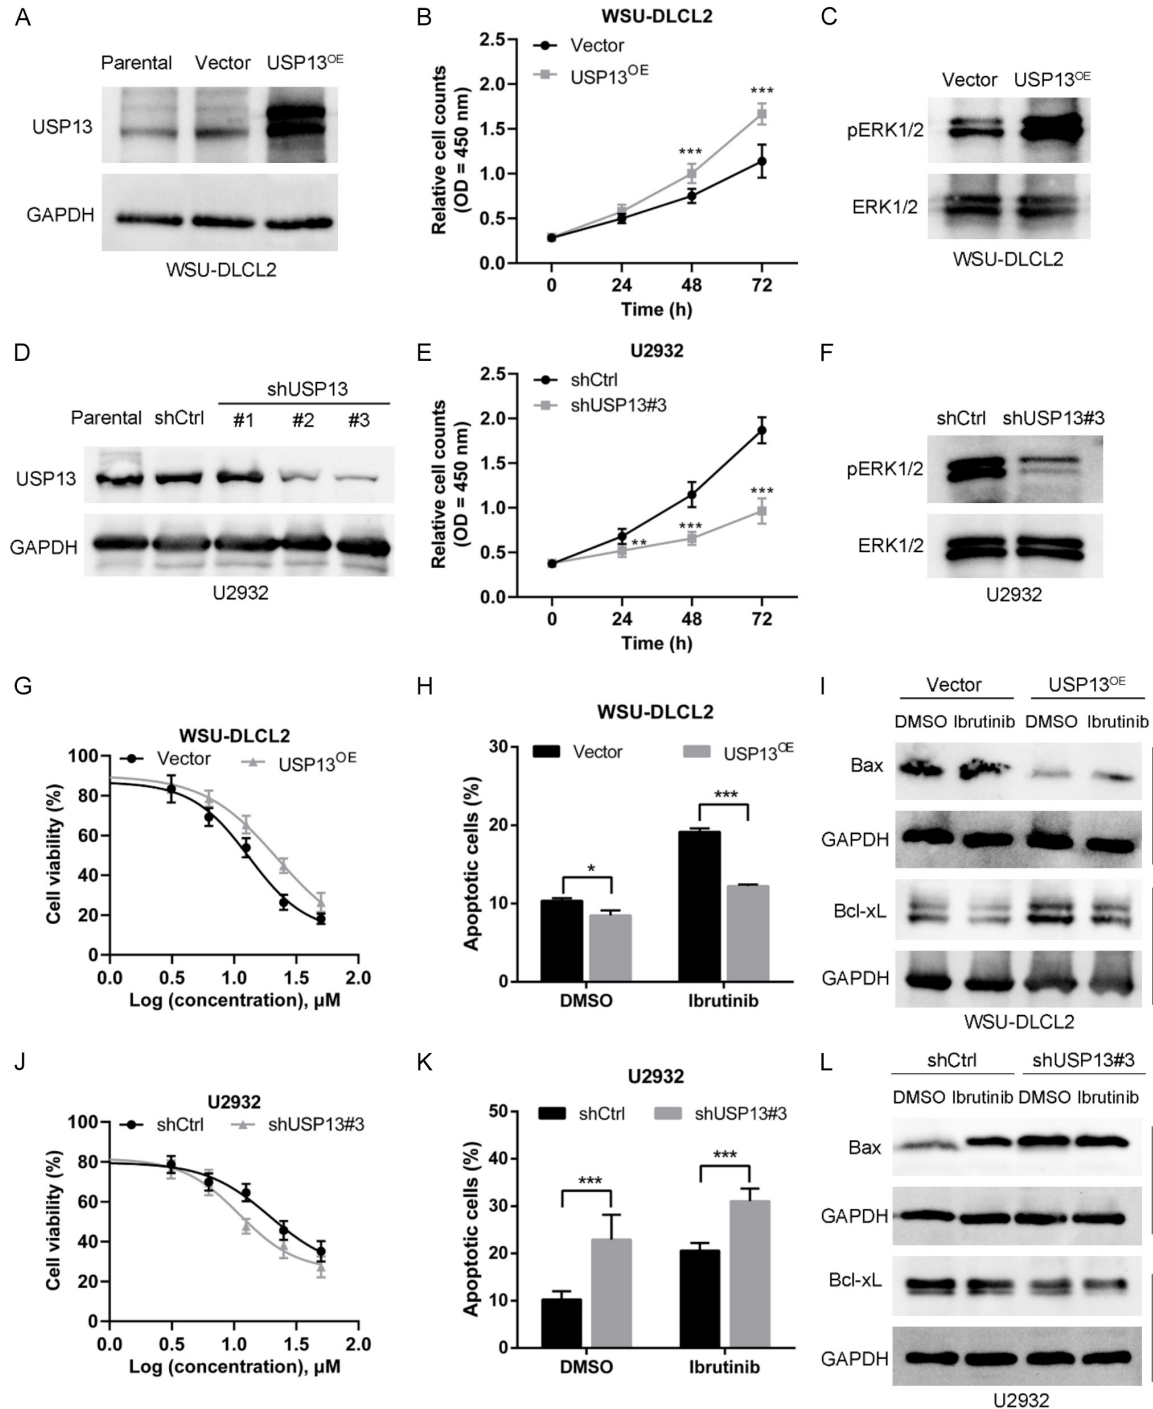 A
Parental Vector USP13OE
USP13
GAPDH
WSU-DLCL2
B
WSU-DLCL2
Vector
USP13OE
Relative cell counts
(OD = 450 nm)
2.5
2.0
1.5
1.0
0.5
0.0
*** ***
0 24 48 72
Time (h)
C
Vector USP13OE
pERK1/2
ERK1/2
WSU-DLCL2
D
shUSP13
Parental shCtrl #1 #2 #3
USP13
GAPDH
U2932
E
U2932
shCtrl
shUSP13#3
Relative cell counts
(OD = 450 nm)
2.5
2.0
1.5
1.0
0.5
0.0
** *** ***
0 24 48 72
Time (h)
F
shCtrl shUSP13#3
pERK1/2
ERK1/2
U2932
G
WSU-DLCL2
Vector USP13OE
Cell viability (%)
100
80
60
40
20
0
0.0 0.5 1.0 1.5 2.0
Log (concentration), μM
H
WSU-DLCL2
Vector USP13OE
Apoptotic cells (%)
30
20
10
0
* ***
DMSO Ibrutinib
I
Vector USP13OE
DMSO Ibrutinib DMSO Ibrutinib
Bax
GAPDH
Bcl-xL
GAPDH
WSU-DLCL2
J
U2932
shCtrl shUSP13#3
Cell viability (%)
100
80
60
40
20
0
0.0 0.5 1.0 1.5 2.0
Log (concentration), μM
K
U2932
shCtrl shUSP13#3
Apoptotic cells (%)
50
40
30
20
10
0
*** ***
DMSO Ibrutinib
L
shCtrl shUSP13#3
DMSO Ibrutinib DMSO Ibrutinib
Bax
GAPDH
Bcl-xL
GAPDH
U2932